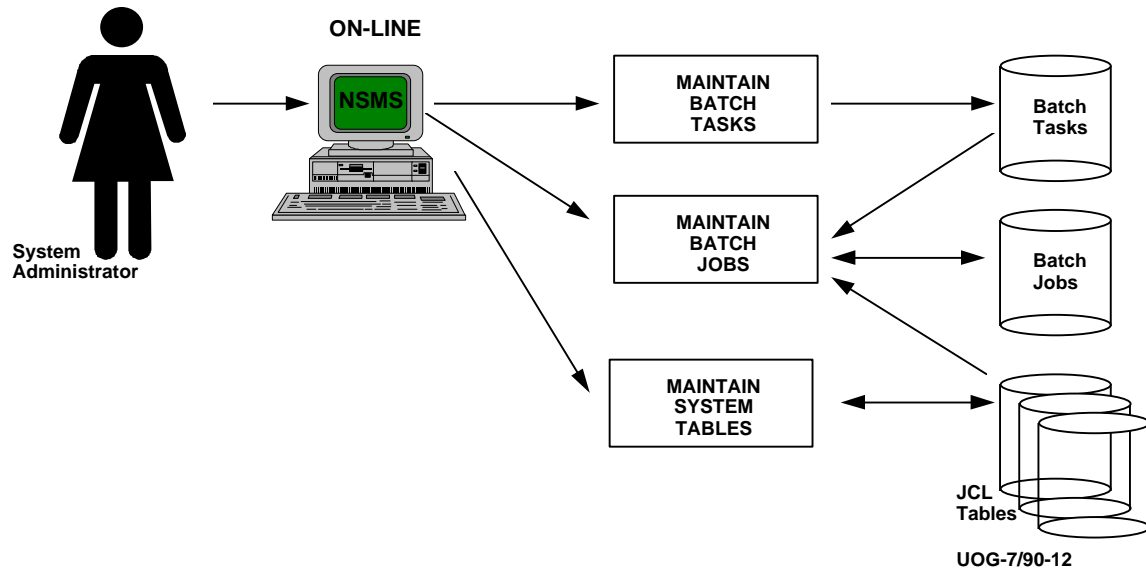 ON-LINE
NSMS
System
Administrator
MAINTAIN
BATCH
TASKS
Batch
Tasks
MAINTAIN
BATCH
JOBS
Batch
Jobs
MAINTAIN
SYSTEM
TABLES
JCL
Tables
UOG-7/90-12